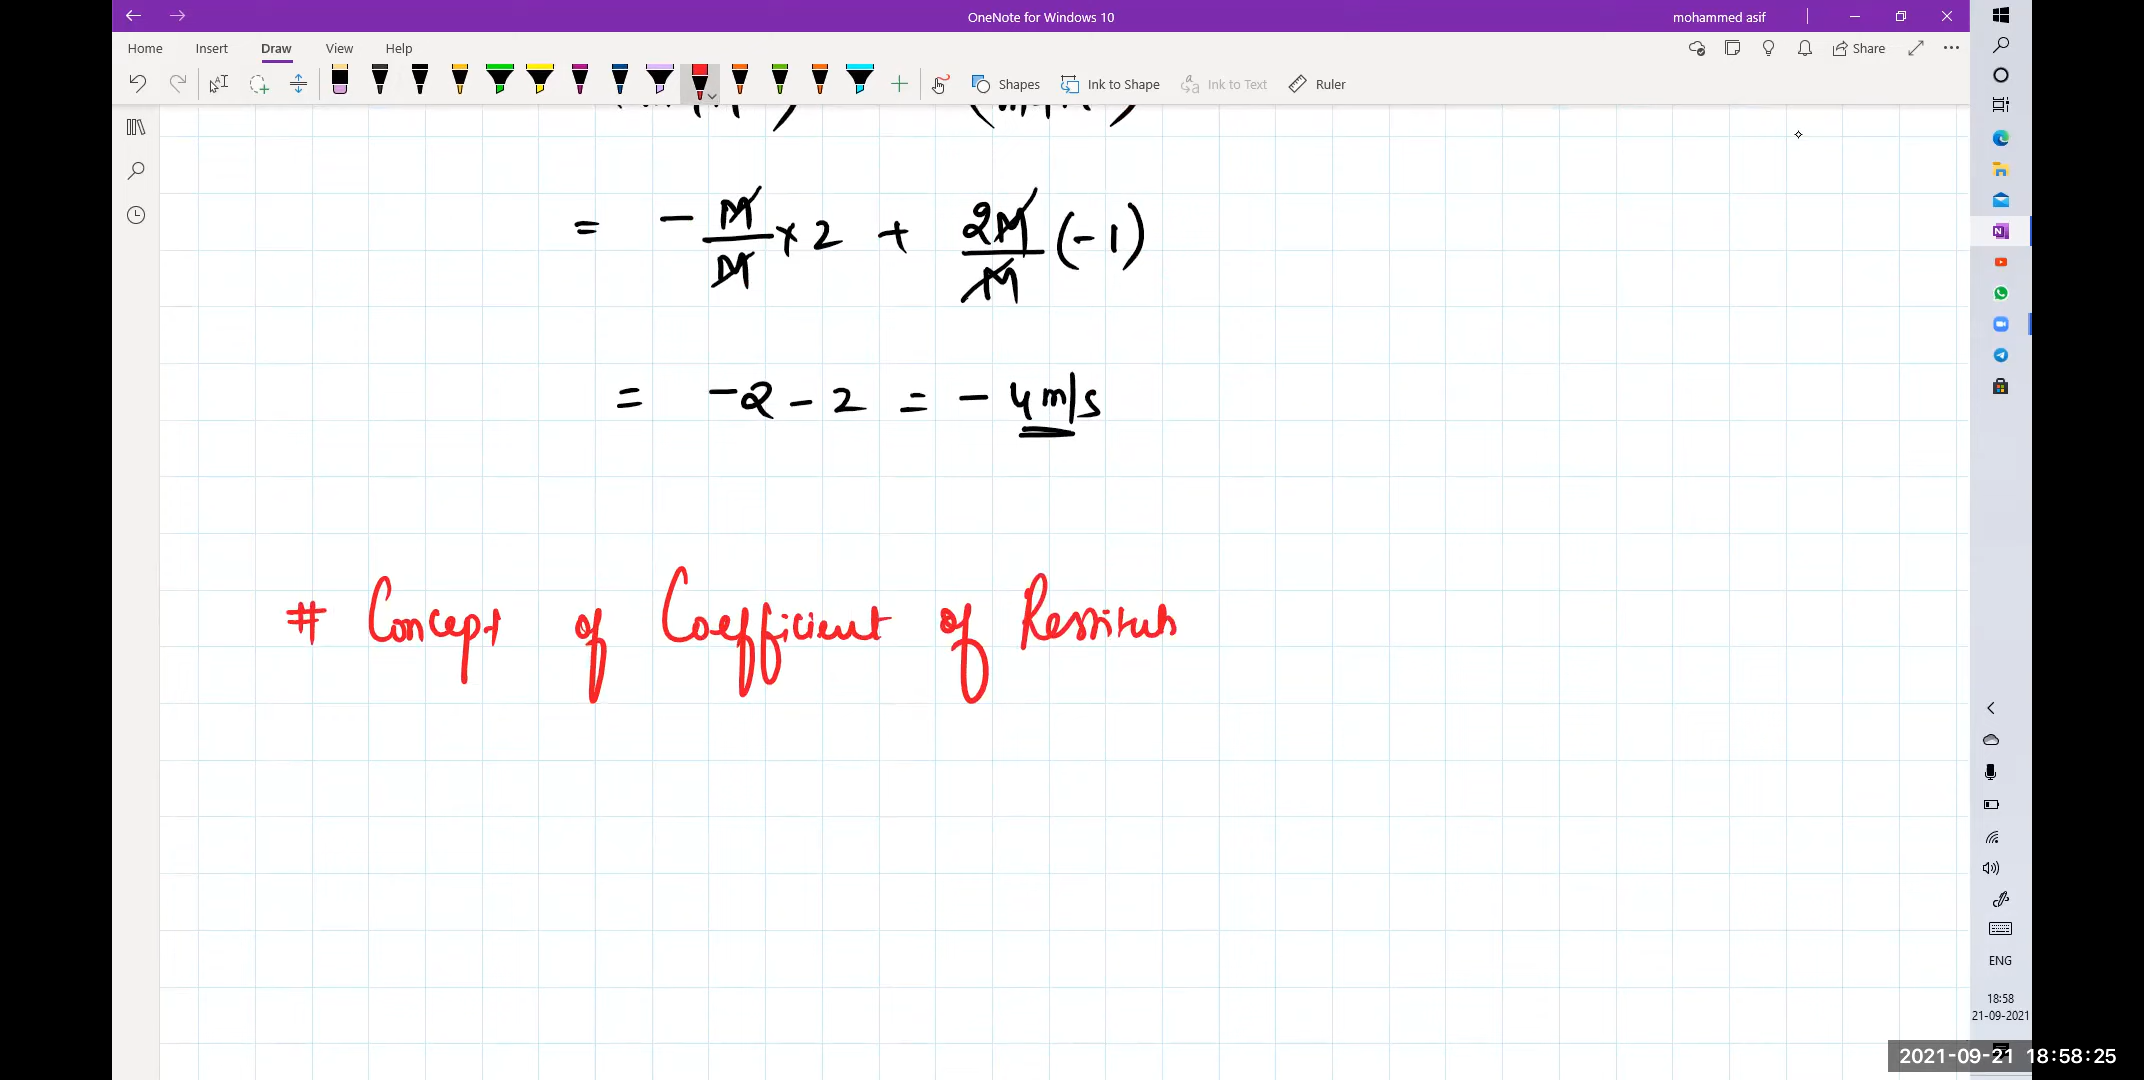 OneNote for Windows 10
mohammed asif
Home Insert Draw View Help
Share
Shapes Ink to Shape Ink to Text Ruler
= - M/M × 2 + 2M/M (-1)
= -2 - 2 = - 4 m/s
# Concept of Coefficient of
ENG
18:58
21-09-2021
2021-09-21 18:58:25